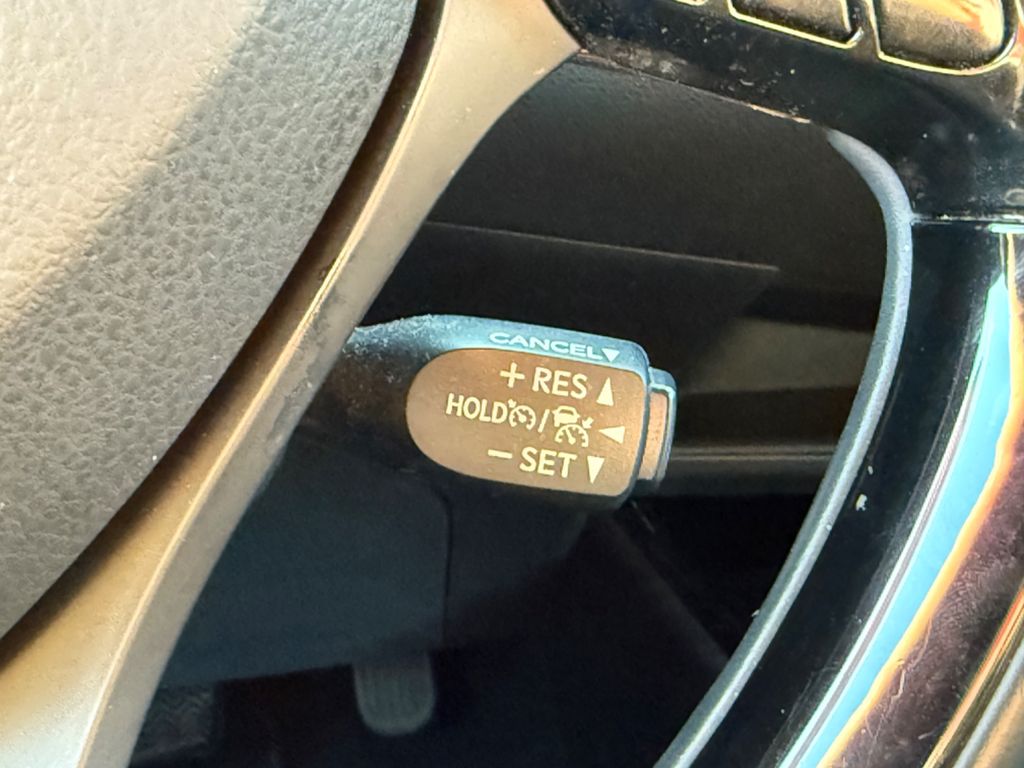 CANCEL▼
+ RES ▲
HOLD / ◀
− SET ▼